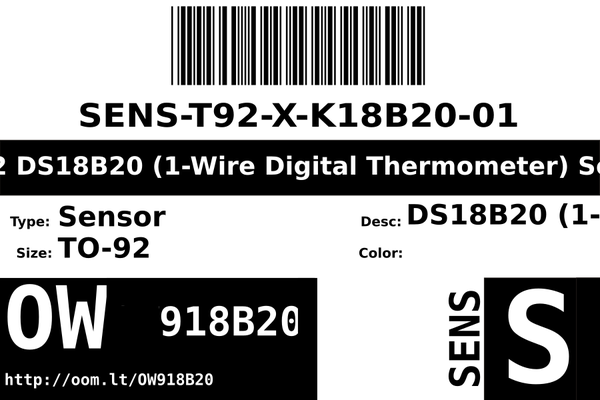 SENS-T92-X-K18B20-01
2 DS18B20 (1-Wire Digital Thermometer) Se
Type: Sensor
Desc: DS18B20 (1-
Size: TO-92
Color:
OW 918B20
http://oom.lt/OW918B20
SENS
S